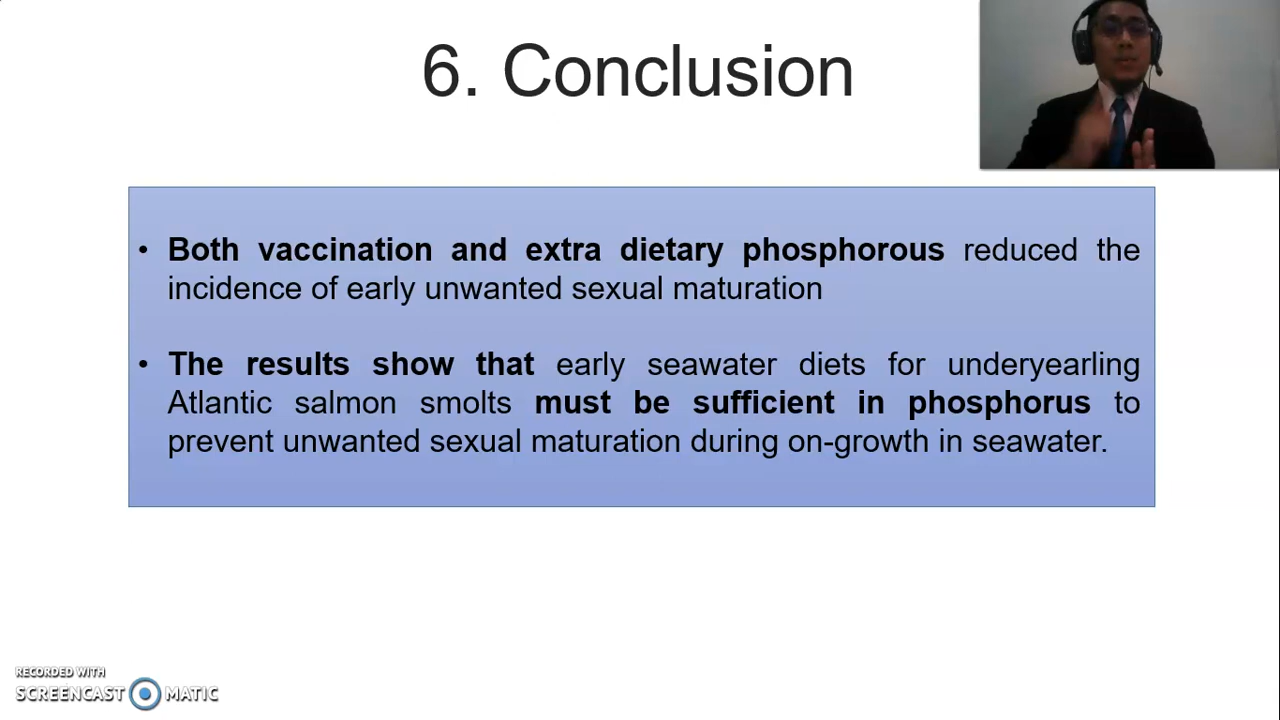 6. Conclusion
• Both vaccination and extra dietary phosphorous reduced the
incidence of early unwanted sexual maturation
• The results show that early seawater diets for underyearling
Atlantic salmon smolts must be sufficient in phosphorus to
prevent unwanted sexual maturation during on-growth in seawater.
RECORDED WITH
SCREENCAST MATIC